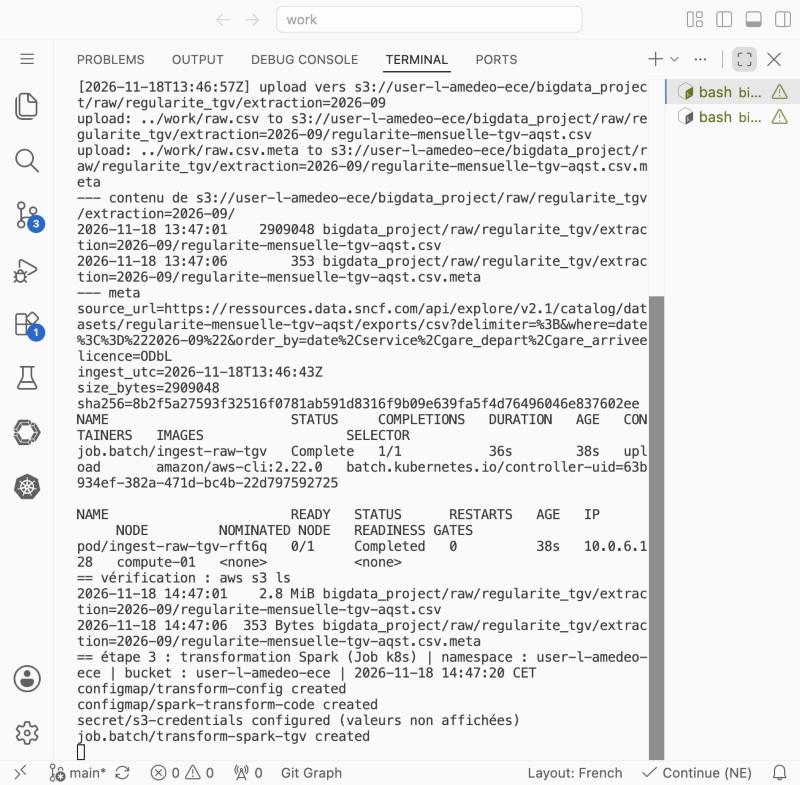 work
PROBLEMS OUTPUT DEBUG CONSOLE TERMINAL PORTS
[2026-11-18T13:46:57Z] upload vers s3://user-l-amedeo-ece/bigdata_projec
t/raw/regularite_tgv/extraction=2026-09
upload: ../work/raw.csv to s3://user-l-amedeo-ece/bigdata_project/raw/re
gularite_tgv/extraction=2026-09/regularite-mensuelle-tgv-aqst.csv
upload: ../work/raw.csv.meta to s3://user-l-amedeo-ece/bigdata_project/r
aw/regularite_tgv/extraction=2026-09/regularite-mensuelle-tgv-aqst.csv.m
eta
--- contenu de s3://user-l-amedeo-ece/bigdata_project/raw/regularite_tgv
/extraction=2026-09/
2026-11-18 13:47:01    2909048 bigdata_project/raw/regularite_tgv/extrac
tion=2026-09/regularite-mensuelle-tgv-aqst.csv
2026-11-18 13:47:06        353 bigdata_project/raw/regularite_tgv/extrac
tion=2026-09/regularite-mensuelle-tgv-aqst.csv.meta
--- meta
source_url=https://ressources.data.sncf.com/api/explore/v2.1/catalog/dat
asets/regularite-mensuelle-tgv-aqst/exports/csv?delimiter=%3B&where=date
%3C%3D%222026-09%22&order_by=date%2Cservice%2Cgare_depart%2Cgare_arrivee
licence=ODbL
ingest_utc=2026-11-18T13:46:43Z
size_bytes=2909048
sha256=8b2f5a27593f32516f0781ab591d8316f9b09e639fa5f4d76496046e837602ee
NAME                       STATUS     COMPLETIONS   DURATION   AGE   CON
TAINERS   IMAGES                  SELECTOR
job.batch/ingest-raw-tgv   Complete   1/1           36s        38s   upl
oad       amazon/aws-cli:2.22.0   batch.kubernetes.io/controller-uid=63b
934ef-382a-471d-bc4b-22d797592725

NAME                       READY   STATUS      RESTARTS   AGE   IP
     NODE         NOMINATED NODE   READINESS GATES
pod/ingest-raw-tgv-rft6q   0/1     Completed   0          38s   10.0.6.1
28   compute-01   <none>           <none>
== vérification : aws s3 ls
2026-11-18 14:47:01    2.8 MiB bigdata_project/raw/regularite_tgv/extrac
tion=2026-09/regularite-mensuelle-tgv-aqst.csv
2026-11-18 14:47:06  353 Bytes bigdata_project/raw/regularite_tgv/extrac
tion=2026-09/regularite-mensuelle-tgv-aqst.csv.meta
== étape 3 : transformation Spark (Job k8s) | namespace : user-l-amedeo-
ece | bucket : user-l-amedeo-ece | 2026-11-18 14:47:20 CET
configmap/transform-config created
configmap/spark-transform-code created
secret/s3-credentials configured (valeurs non affichées)
job.batch/transform-spark-tgv created
bash bi...
bash bi...
3
1
main* 0 0 0 Git Graph Layout: French Continue (NE)